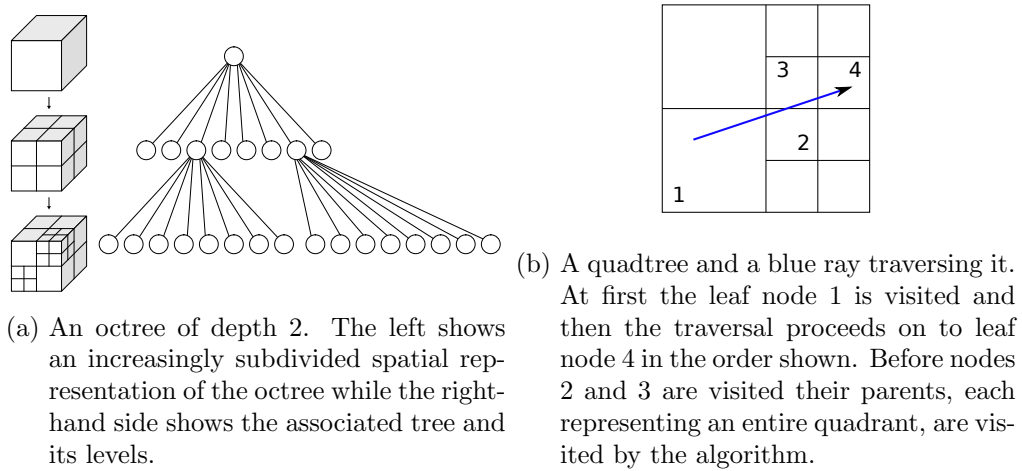 3
4
2
1
(a) An octree of depth 2. The left shows
an increasingly subdivided spatial rep-
resentation of the octree while the right-
hand side shows the associated tree and
its levels.
(b) A quadtree and a blue ray traversing it.
At first the leaf node 1 is visited and
then the traversal proceeds on to leaf
node 4 in the order shown. Before nodes
2 and 3 are visited their parents, each
representing an entire quadrant, are vis-
ited by the algorithm.